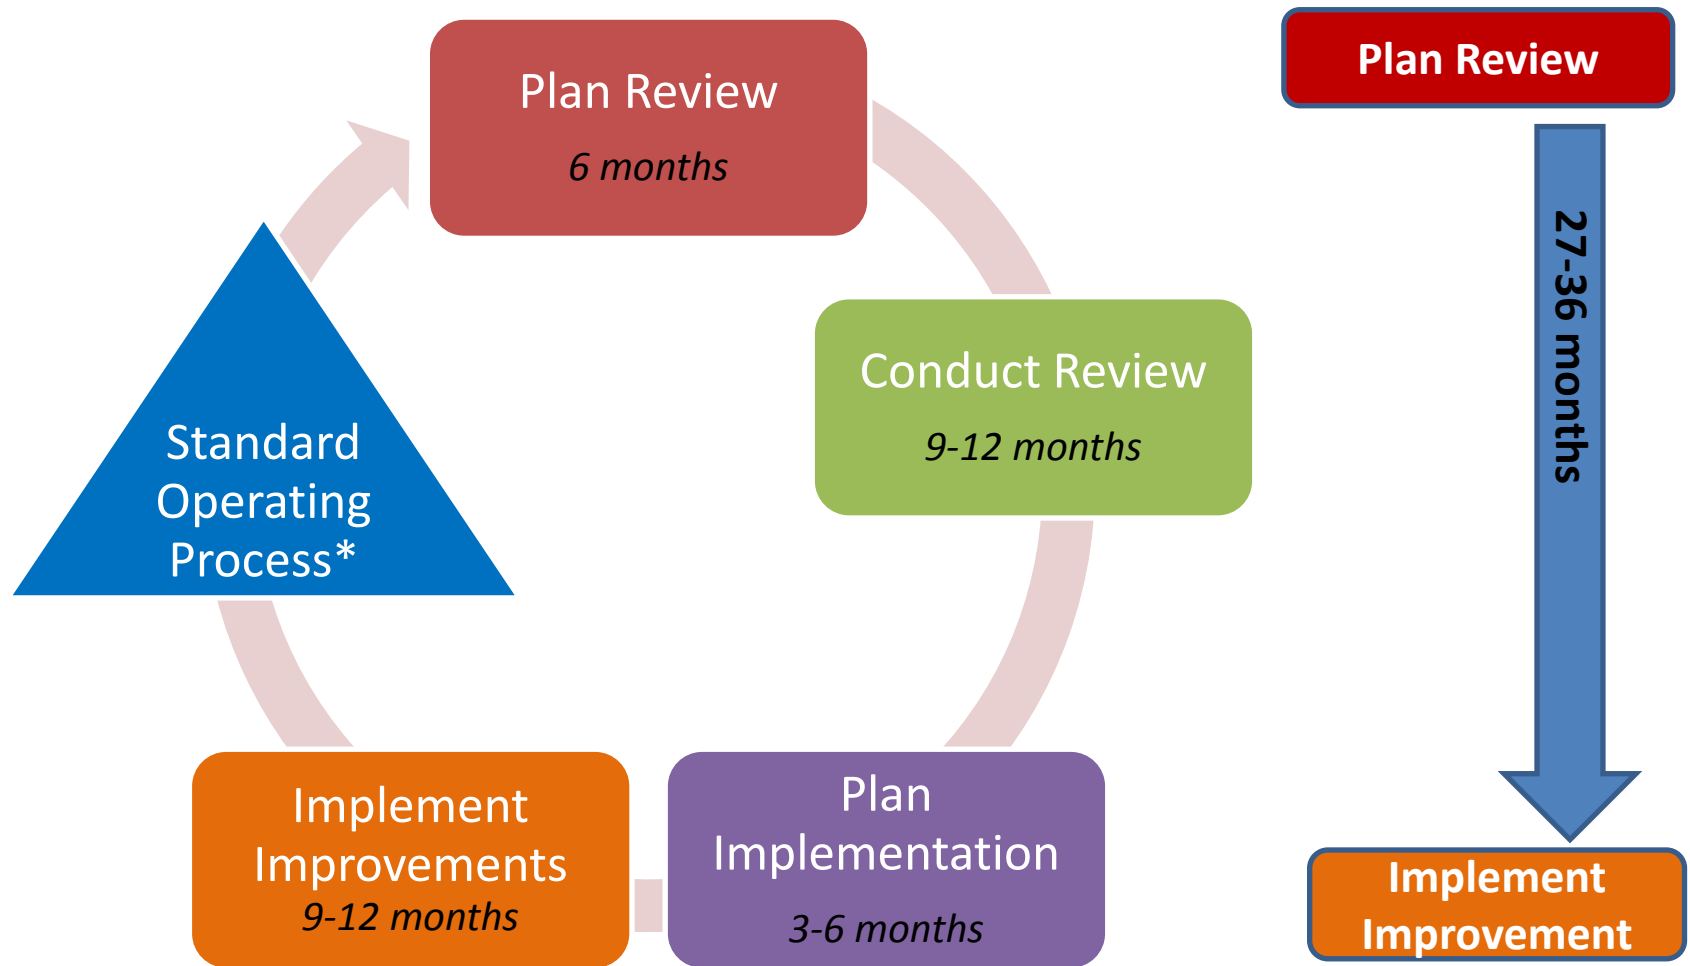 Plan Review
6 months
Conduct Review
9-12 months
Plan
Implementation
3-6 months
Implement
Improvements
9-12 months
Standard
Operating
Process*
Plan Review
27-36 months
Implement
Improvement